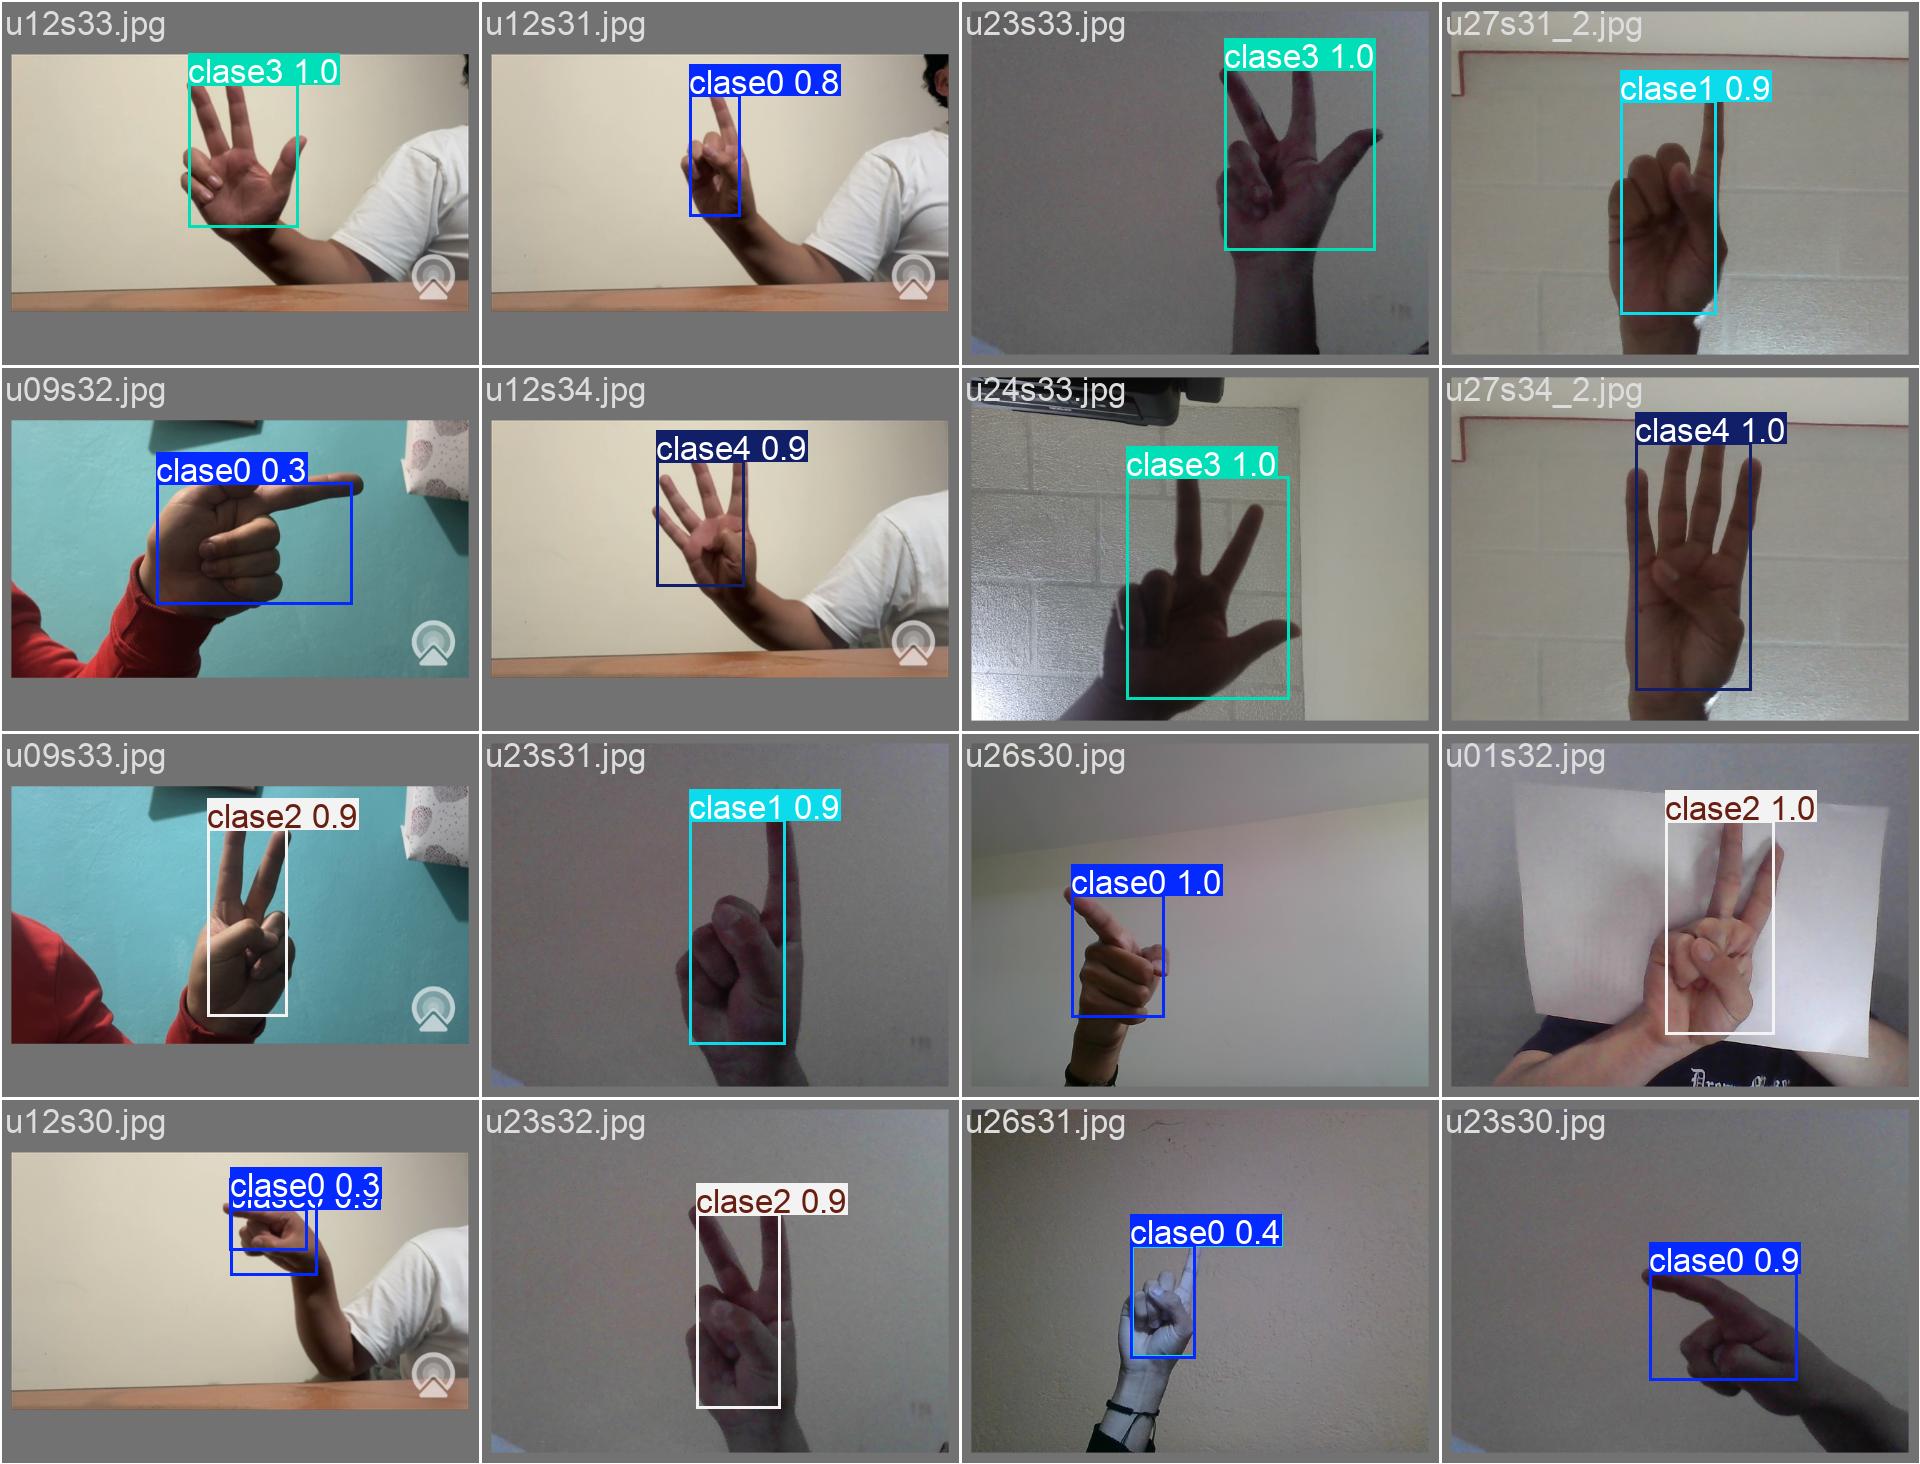 u12s33.jpg
clase3 1.0
u12s31.jpg
clase0 0.8
u23s33.jpg
clase3 1.0
u27s31_2.jpg
clase1 0.9
u09s32.jpg
clase0 0.3
u12s34.jpg
clase4 0.9
u24s33.jpg
clase3 1.0
u27s34_2.jpg
clase4 1.0
u09s33.jpg
clase2 0.9
u23s31.jpg
clase1 0.9
u26s30.jpg
clase0 1.0
u01s32.jpg
clase2 1.0
u12s30.jpg
clase0 0.3
clase0 0.9
u23s32.jpg
clase2 0.9
u26s31.jpg
clase0 0.4
u23s30.jpg
clase0 0.9